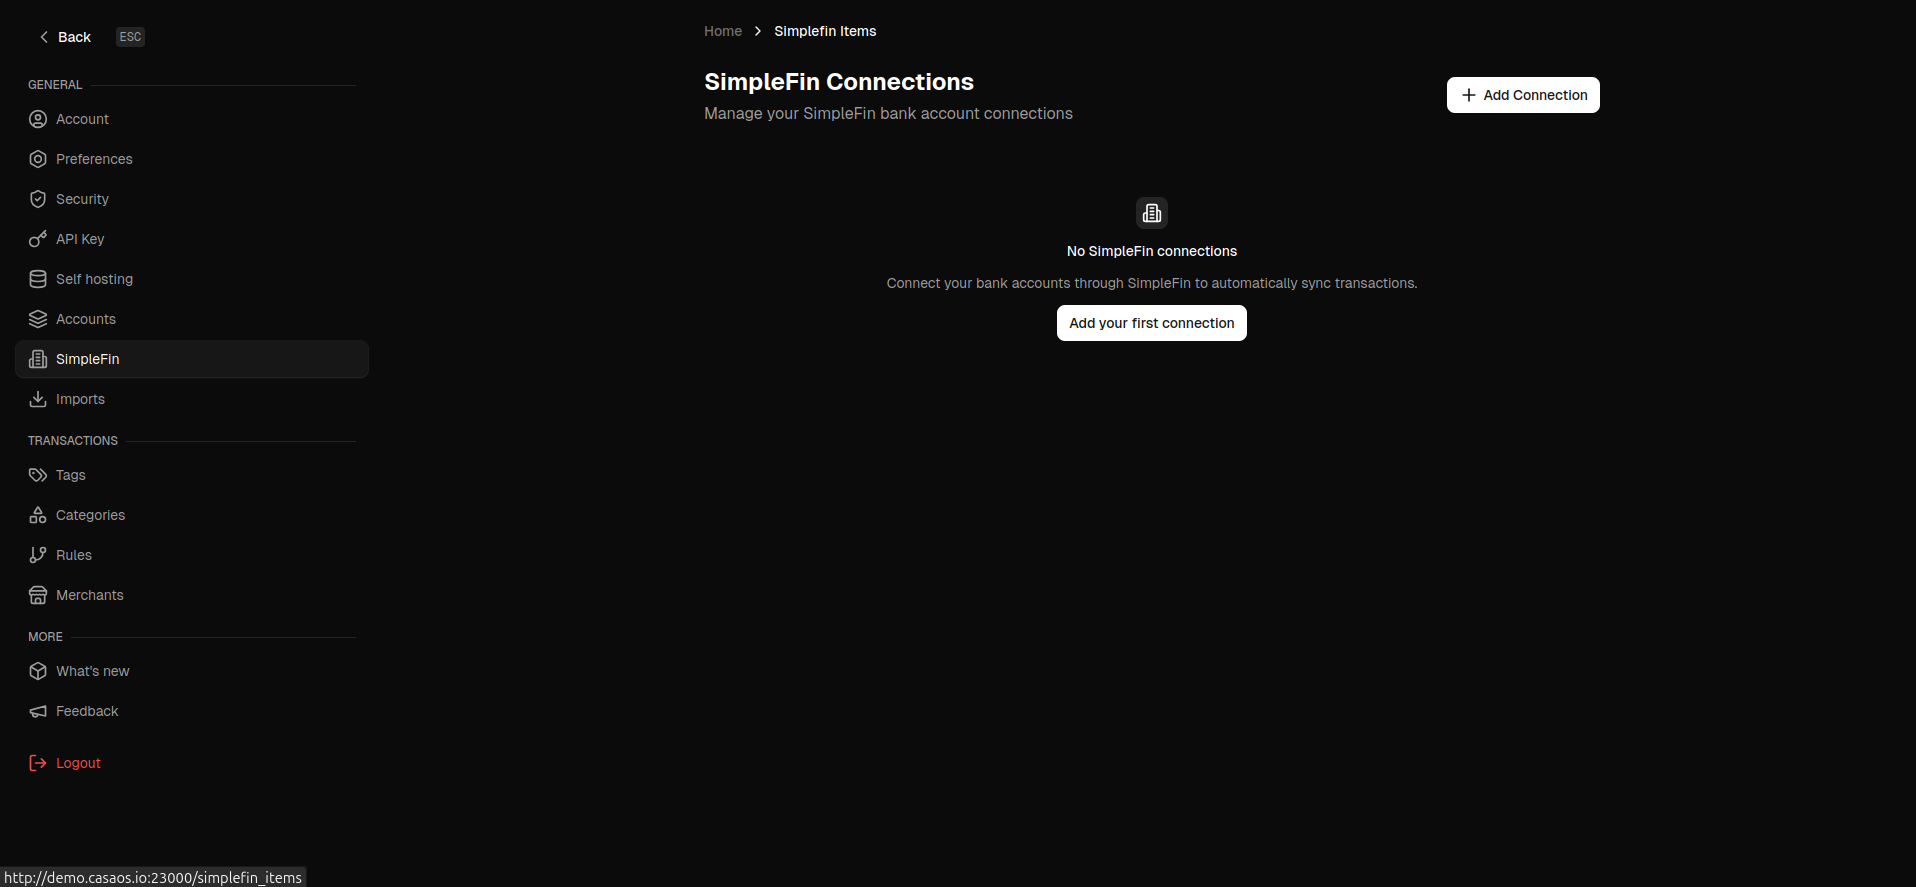 Back ESC
GENERAL
Account
Preferences
Security
API Key
Self hosting
Accounts
SimpleFin
Imports
TRANSACTIONS
Tags
Categories
Rules
Merchants
MORE
What's new
Feedback
Logout
Home > Simplefin Items
SimpleFin Connections
Manage your SimpleFin bank account connections
Add Connection
No SimpleFin connections
Connect your bank accounts through SimpleFin to automatically sync transactions.
Add your first connection
http://demo.casaos.io:23000/simplefin_items